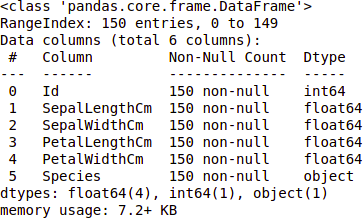 <class 'pandas.core.frame.DataFrame'>
RangeIndex: 150 entries, 0 to 149
Data columns (total 6 columns):
 #   Column         Non-Null Count  Dtype
---  ------         --------------  -----
 0   Id             150 non-null    int64
 1   SepalLengthCm  150 non-null    float64
 2   SepalWidthCm   150 non-null    float64
 3   PetalLengthCm  150 non-null    float64
 4   PetalWidthCm   150 non-null    float64
 5   Species        150 non-null    object
dtypes: float64(4), int64(1), object(1)
memory usage: 7.2+ KB